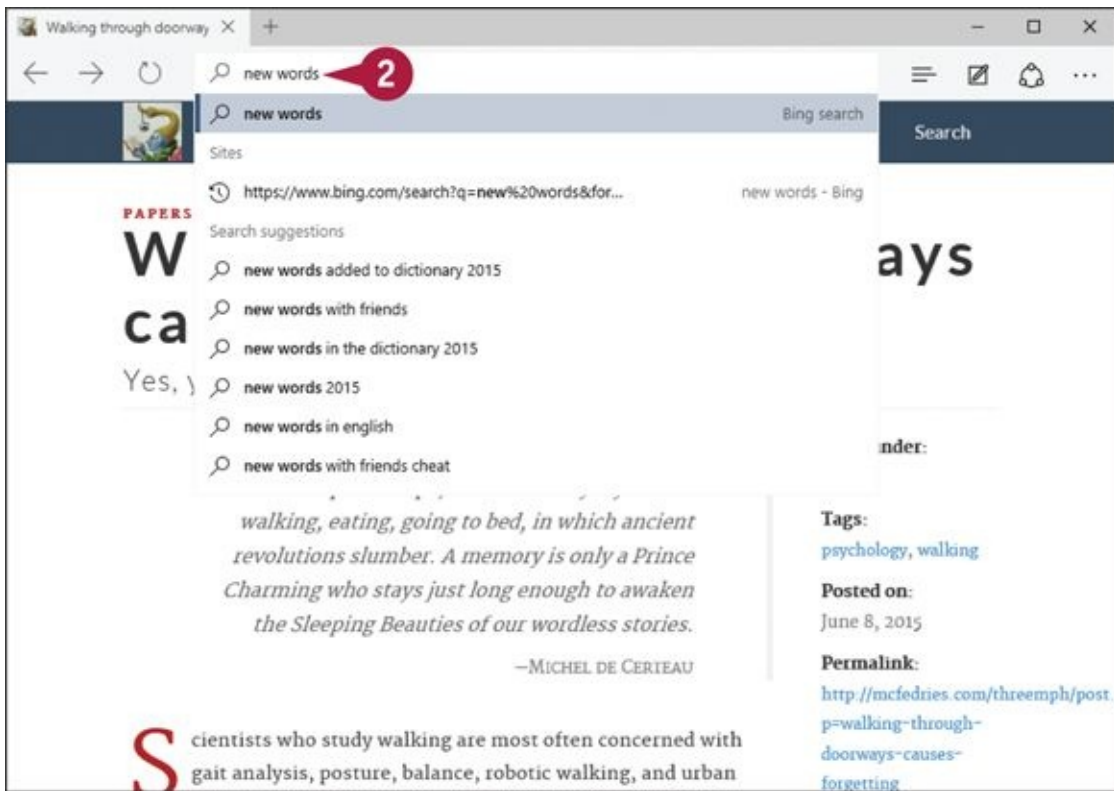 Walking through doorway
new words 2
new words Bing search
Search
Sites
https://www.bing.com/search?q=new%20words&for... new words - Bing
PAPERS
Search suggestions
W ays
new words added to dictionary 2015
new words with friends
ca
new words in the dictionary 2015
Yes,
new words 2015
new words in english
nder:
new words with friends cheat
walking, eating, going to bed, in which ancient
revolutions slumber. A memory is only a Prince
Charming who stays just long enough to awaken
the Sleeping Beauties of our wordless stories.
—MICHEL DE CERTEAU
Tags:
psychology, walking
Posted on:
June 8, 2015
Permalink:
http://mcfedries.com/threemph/post.
p=walking-through-
doorways-causes-
forgetting
Scientists who study walking are most often concerned with
gait analysis, posture, balance, robotic walking, and urban